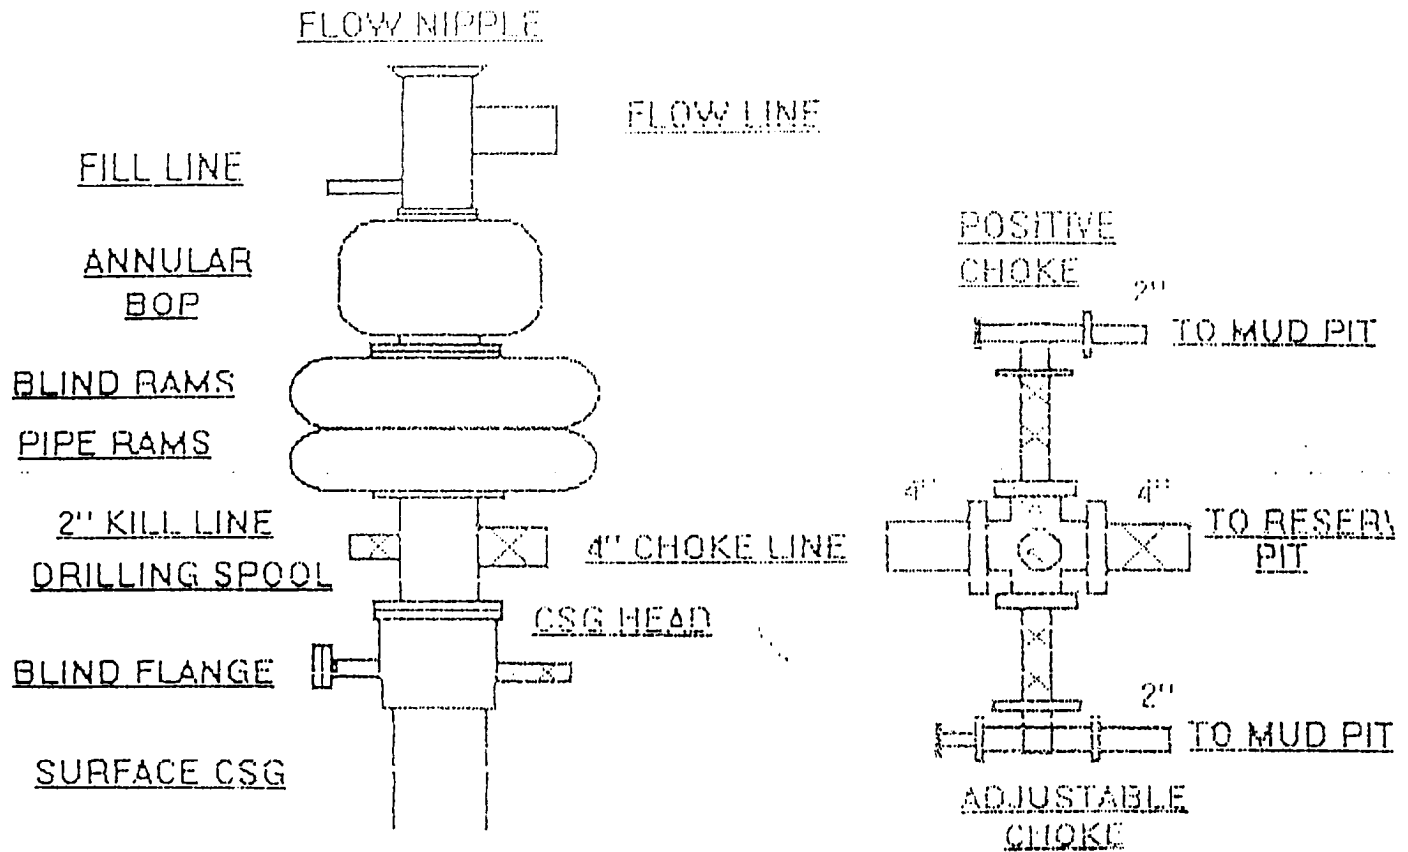 FLOW NIPPLE
FLOW LINE
FILL LINE
ANNULAR
BOP
BLIND RAMS
PIPE RAMS
2" KILL LINE
DRILLING SPOOL
4" CHOKE LINE
CSG HEAD
BLIND FLANGE
SURFACE CSG
POSITIVE
CHOKE
2"
TO MUD PIT
4"
4"
TO RESERV
PIT
2"
TO MUD PIT
ADJUSTABLE
CHOKE